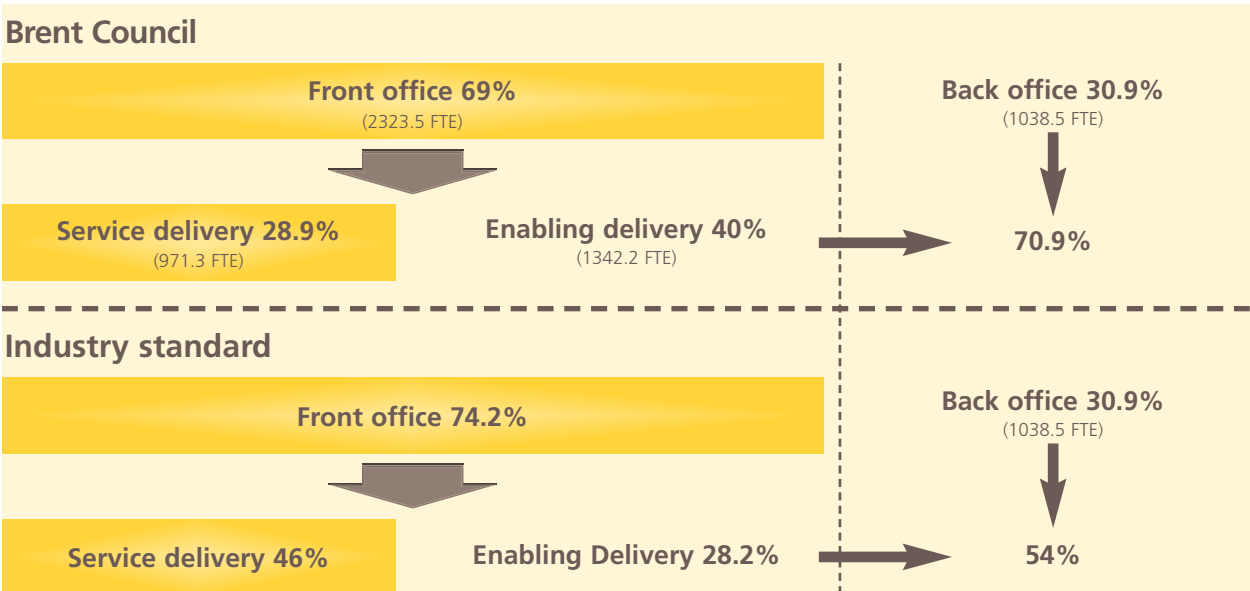 Brent Council
Front office 69%
(2323.5 FTE)
Back office 30.9%
(1038.5 FTE)
Service delivery 28.9%
(971.3 FTE)
Enabling delivery 40%
(1342.2 FTE)
70.9%
Industry standard
Front office 74.2%
Back office 30.9%
(1038.5 FTE)
Service delivery 46%
Enabling Delivery 28.2%
54%